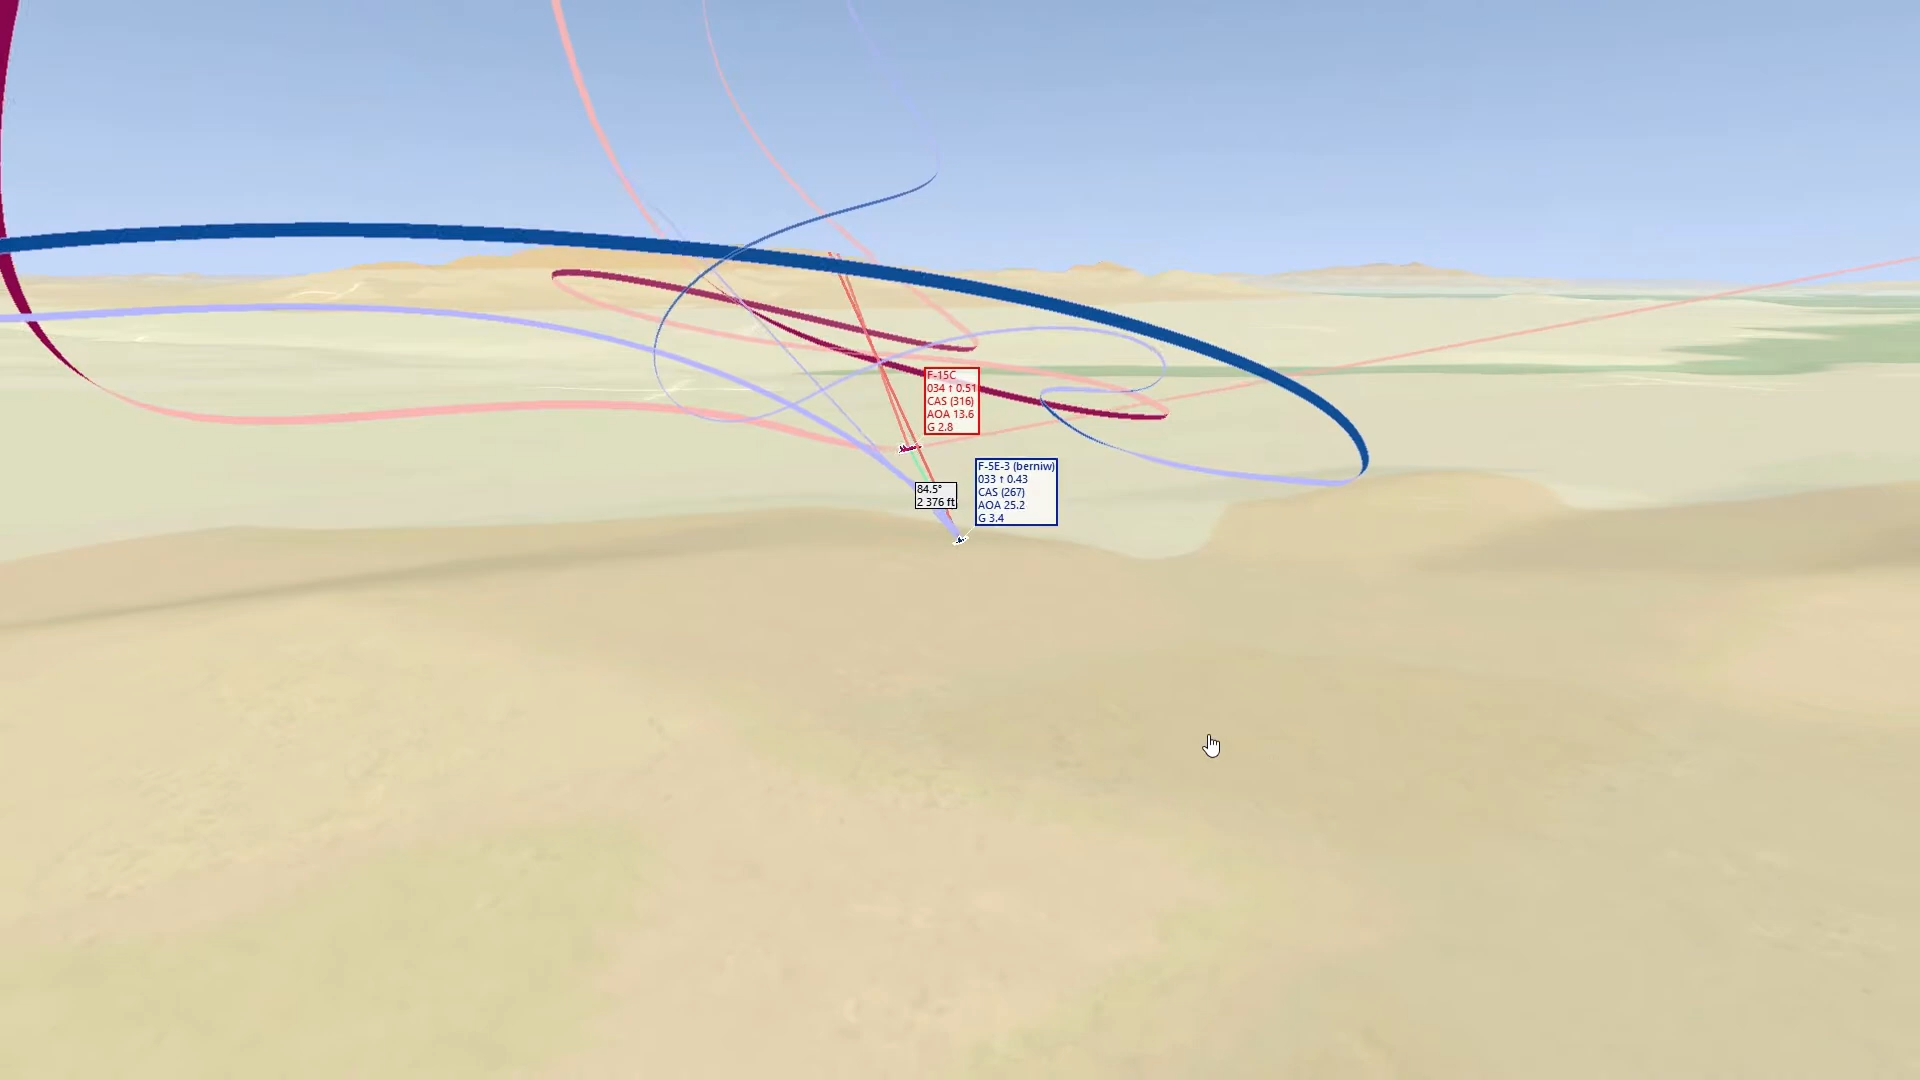 F-15C
034 ↑ 0.51
CAS (316)
AOA 13.6
G 2.8
F-5E-3 (berniw)
033 ↑ 0.43
CAS (267)
AOA 25.2
G 3.4
84.5°
2 376 ft